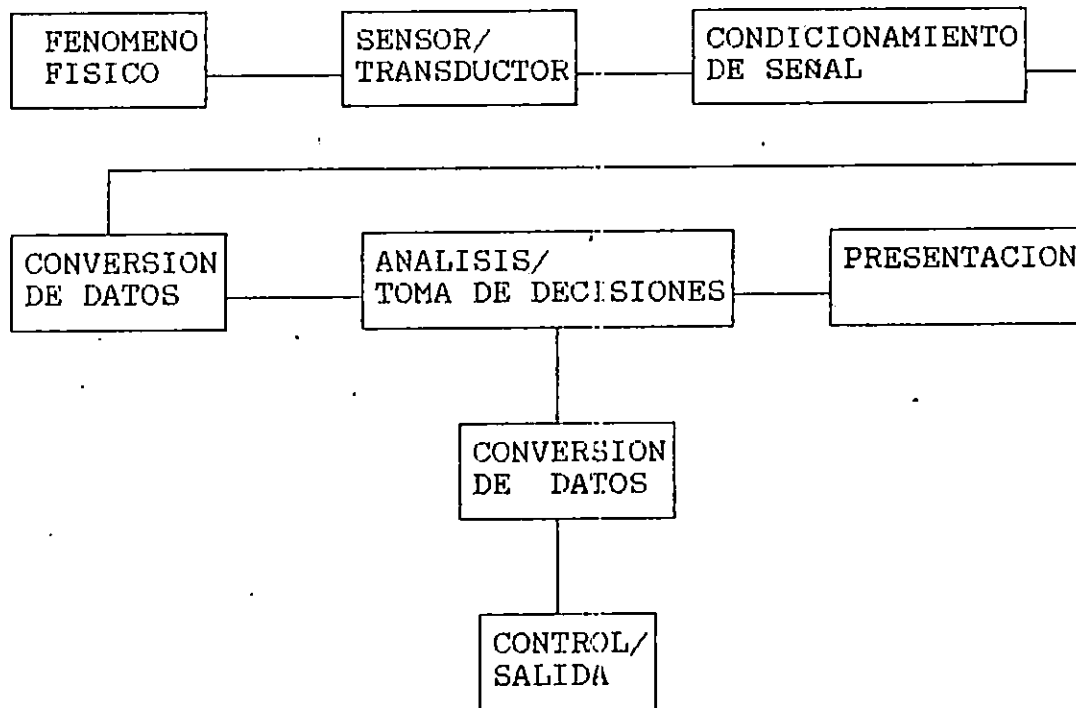 FENOMENO
FISICO
SENSOR/
TRANSDUCTOR
CONDICIONAMIENTO
DE SEÑAL
CONVERSION
DE DATOS
ANALISIS/
TOMA DE DECISIONES
PRESENTACION
CONVERSION
DE DATOS
CONTROL/
SALIDA